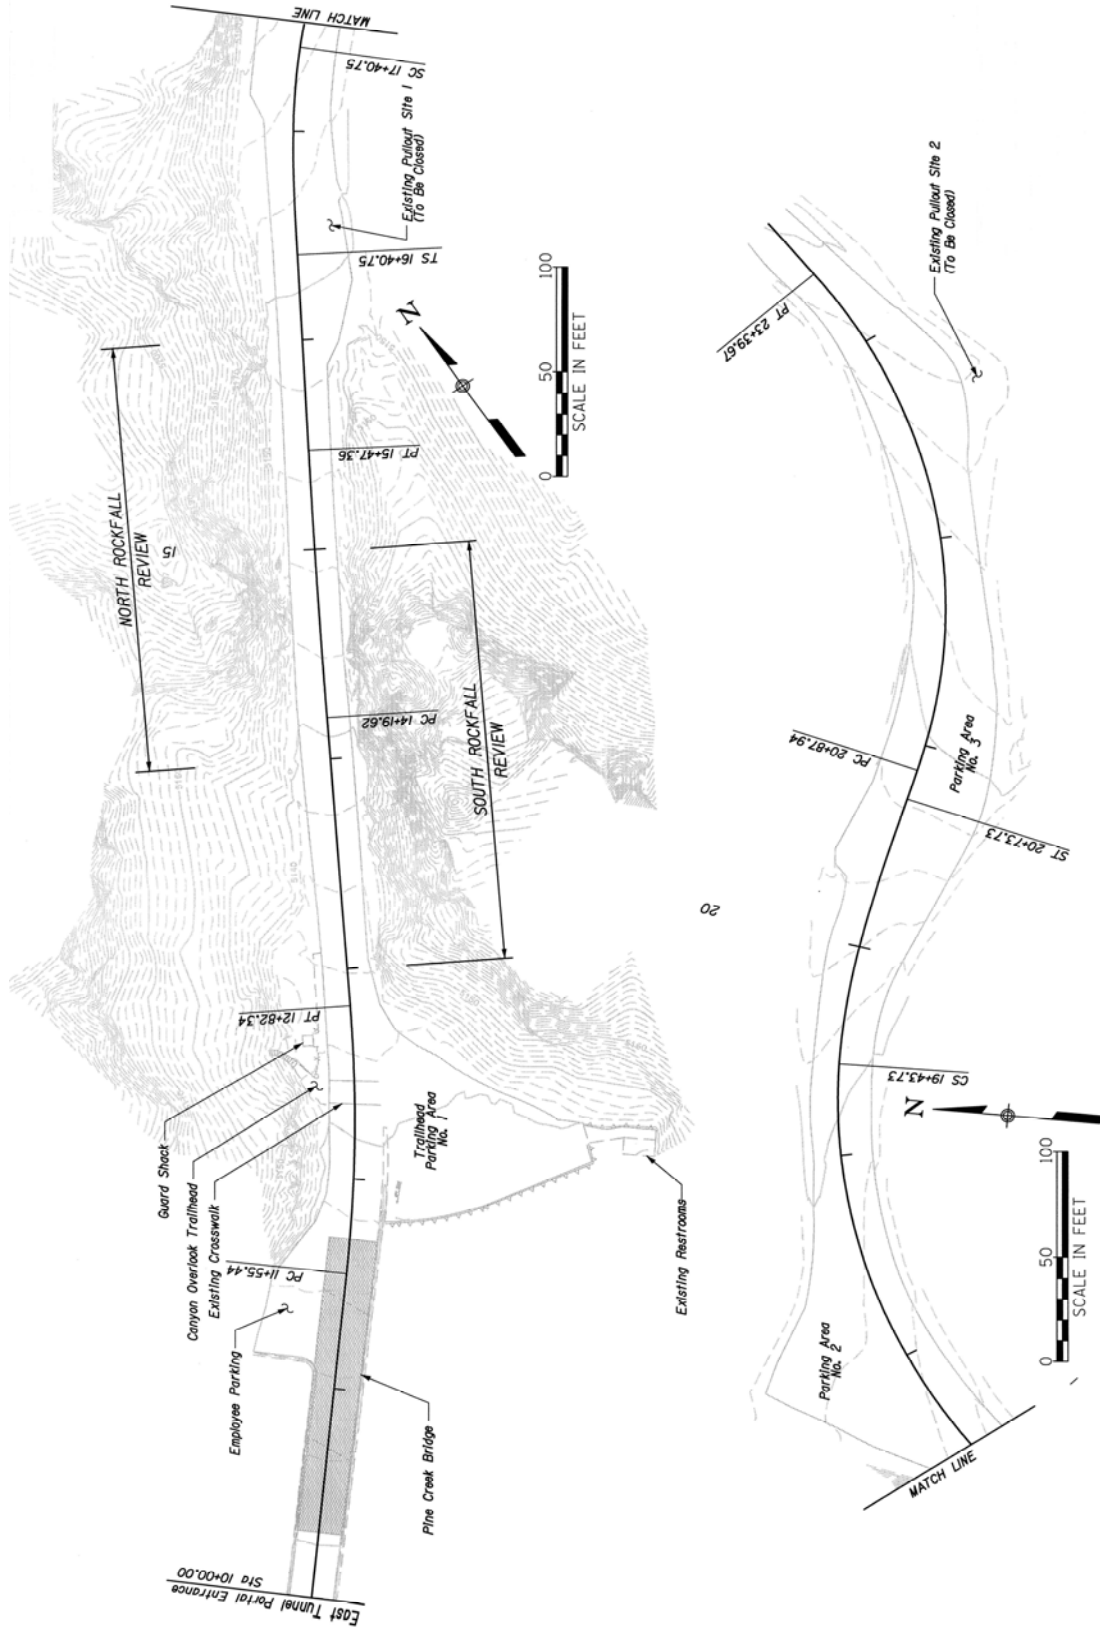 MATCH LINE
SC 17+40.75
Existing Pullout Site 1
(To Be Closed)
TS 16+40.75
N
0 50 100
SCALE IN FEET
NORTH ROCKFALL
REVIEW
15
PT 15+47.36
PC 14+19.62
SOUTH ROCKFALL
REVIEW
PT 12+82.34
Guard Shack
Canyon Overlook Trailhead
Existing Crosswalk
Trailhead
Parking Area
No. 1
PC 11+55.44
Employee Parking
Pine Creek Bridge
Existing Restrooms
East Tunnel Portal Entrance
Sta 10+00.00
Existing Pullout Site 2
(To Be Closed)
PT 23+39.67
PC 20+87.94
Parking Area
No. 3
ST 20+73.73
20
CS 19+43.73
N
0 50 100
SCALE IN FEET
Parking Area
No. 2
MATCH LINE